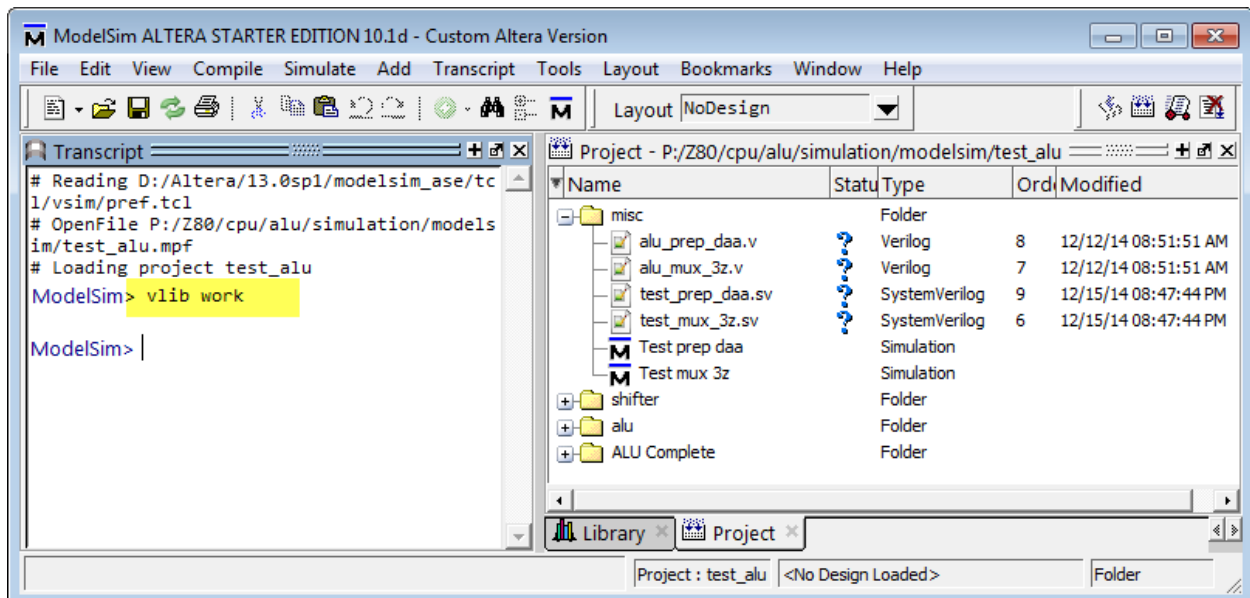 ModelSim ALTERA STARTER EDITION 10.1d - Custom Altera Version
File Edit View Compile Simulate Add Transcript Tools Layout Bookmarks Window Help
Layout NoDesign
Transcript
# Reading D:/Altera/13.0sp1/modelsim_ase/tc
l/vsim/pref.tcl
# OpenFile P:/Z80/cpu/alu/simulation/models
im/test_alu.mpf
# Loading project test_alu
ModelSim> vlib work
ModelSim>
Project - P:/Z80/cpu/alu/simulation/modelsim/test_alu
Name Statu Type Orde Modified
misc Folder
alu_prep_daa.v ? Verilog 8 12/12/14 08:51:51 AM
alu_mux_3z.v ? Verilog 7 12/12/14 08:51:51 AM
test_prep_daa.sv ? SystemVerilog 9 12/15/14 08:47:44 PM
test_mux_3z.sv ? SystemVerilog 6 12/15/14 08:47:44 PM
Test prep daa Simulation
Test mux 3z Simulation
shifter Folder
alu Folder
ALU Complete Folder
Library Project
Project : test_alu <No Design Loaded> Folder